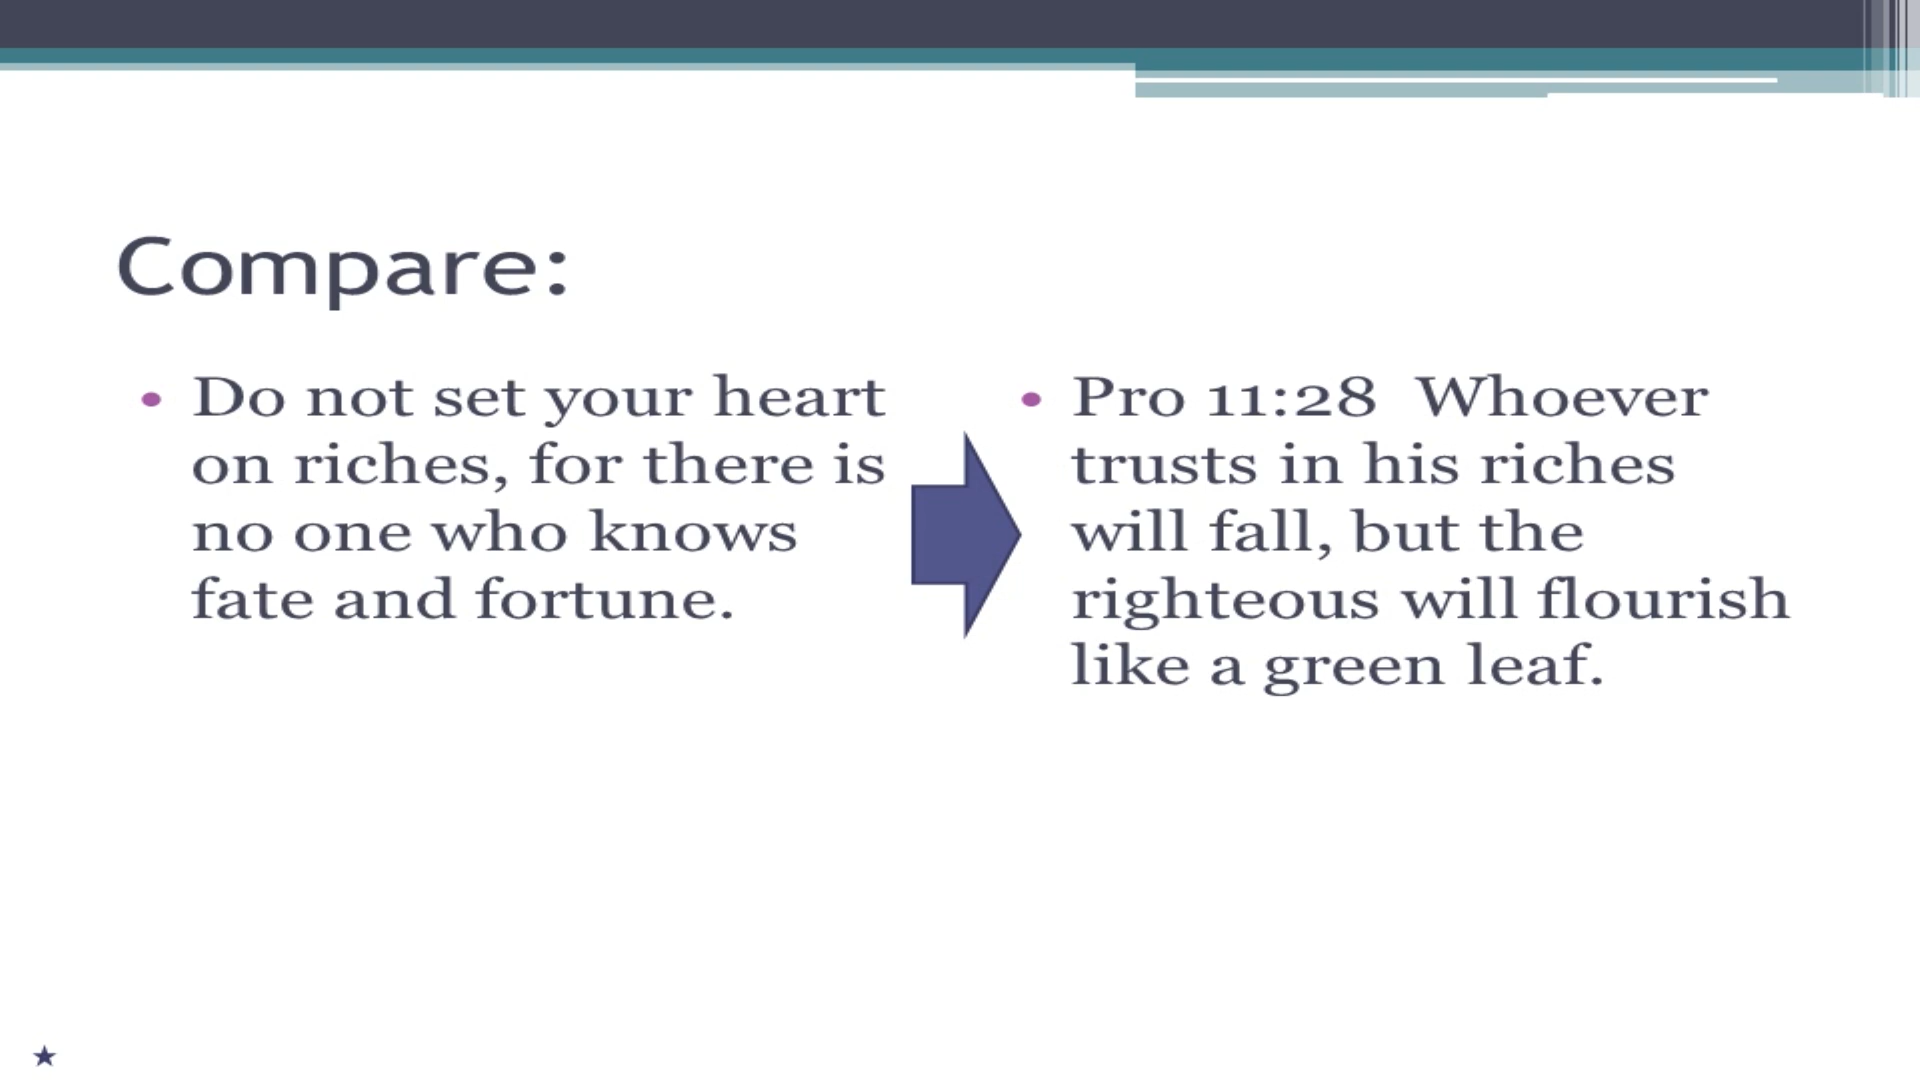 Compare:
• Do not set your heart
on riches, for there is
no one who knows
fate and fortune.
• Pro 11:28  Whoever
trusts in his riches
will fall, but the
righteous will flourish
like a green leaf.